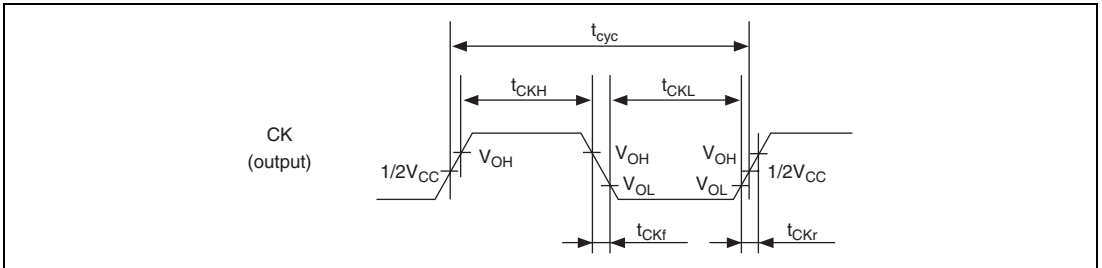 tcyc
tCKH
tCKL
CK
(output)
1/2VCC
VOH
VOH
VOL
VOH
VOL
1/2VCC
tCKf
tCKr